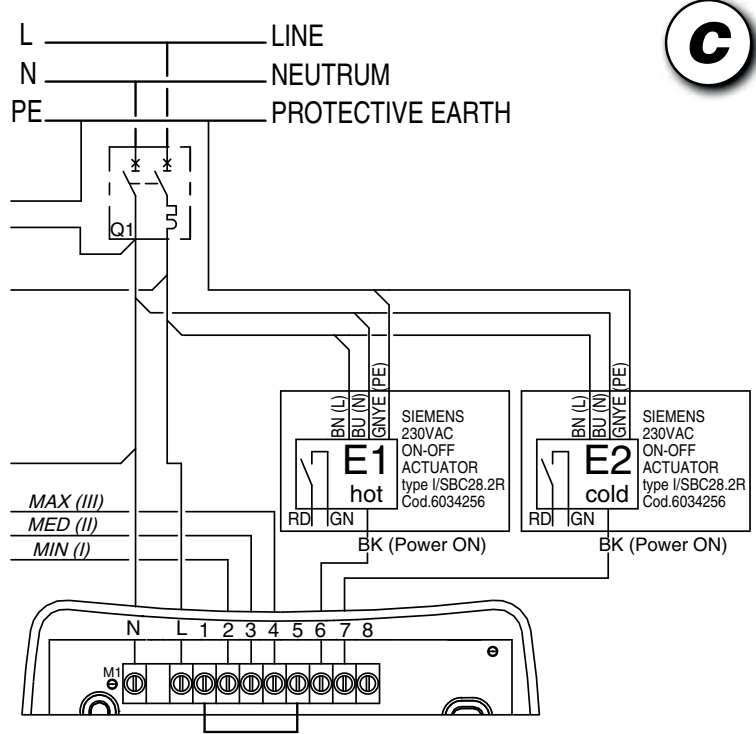 L LINE
N NEUTRUM
PE PROTECTIVE EARTH
C
Q1
BN (L)
BU (N)
GNYE (PE)
E1
hot
RD GN
SIEMENS
230VAC
ON-OFF
ACTUATOR
type I/SBC28.2R
Cod.6034256
BK (Power ON)
BN (L)
BU (N)
GNYE (PE)
E2
cold
RD GN
SIEMENS
230VAC
ON-OFF
ACTUATOR
type I/SBC28.2R
Cod.6034256
BK (Power ON)
MAX (III)
MED (II)
MIN (I)
N L 1 2 3 4 5 6 7 8
M1